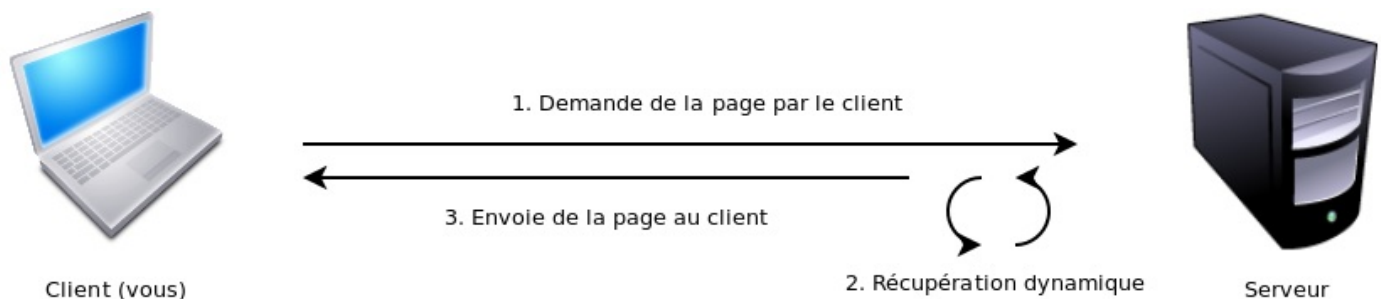 1. Demande de la page par le client
3. Envoie de la page au client
2. Récupération dynamique
Client (vous)
Serveur